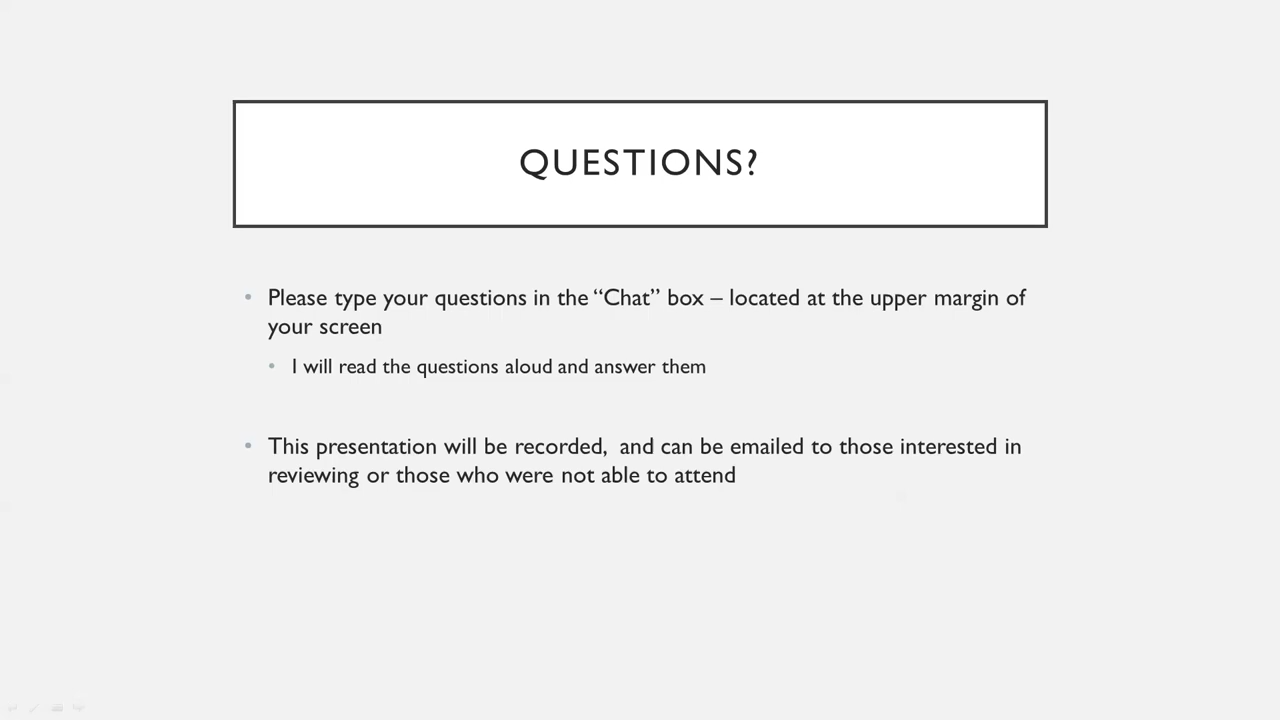 QUESTIONS?
• Please type your questions in the “Chat” box – located at the upper margin of
your screen
• I will read the questions aloud and answer them
• This presentation will be recorded,  and can be emailed to those interested in
reviewing or those who were not able to attend